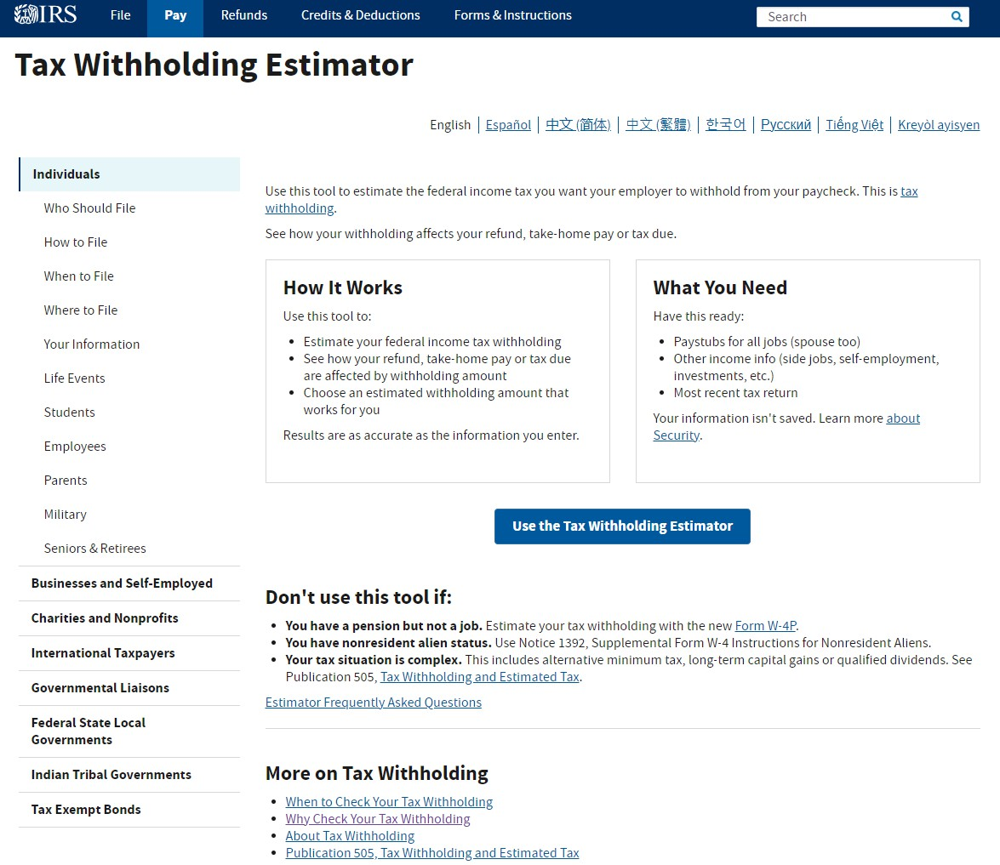 IRS
File
Pay
Refunds
Credits & Deductions
Forms & Instructions
Search
Tax Withholding Estimator
English
Español
中文 (简体)
中文 (繁體)
한국어
Русский
Tiếng Việt
Kreyòl ayisyen
Individuals
Who Should File
How to File
When to File
Where to File
Your Information
Life Events
Students
Employees
Parents
Military
Seniors & Retirees
Businesses and Self-Employed
Charities and Nonprofits
International Taxpayers
Governmental Liaisons
Federal State Local
Governments
Indian Tribal Governments
Tax Exempt Bonds
Use this tool to estimate the federal income tax you want your employer to withhold from your paycheck. This is tax
withholding.
See how your withholding affects your refund, take-home pay or tax due.
How It Works
Use this tool to:
• Estimate your federal income tax withholding
• See how your refund, take-home pay or tax due
are affected by withholding amount
• Choose an estimated withholding amount that
works for you
Results are as accurate as the information you enter.
What You Need
Have this ready:
• Paystubs for all jobs (spouse too)
• Other income info (side jobs, self-employment,
investments, etc.)
• Most recent tax return
Your information isn't saved. Learn more about
Security.
Use the Tax Withholding Estimator
Don't use this tool if:
• You have a pension but not a job. Estimate your tax withholding with the new Form W-4P.
• You have nonresident alien status. Use Notice 1392, Supplemental Form W-4 Instructions for Nonresident Aliens.
• Your tax situation is complex. This includes alternative minimum tax, long-term capital gains or qualified dividends. See
Publication 505, Tax Withholding and Estimated Tax.
Estimator Frequently Asked Questions
More on Tax Withholding
• When to Check Your Tax Withholding
• Why Check Your Tax Withholding
• About Tax Withholding
• Publication 505, Tax Withholding and Estimated Tax